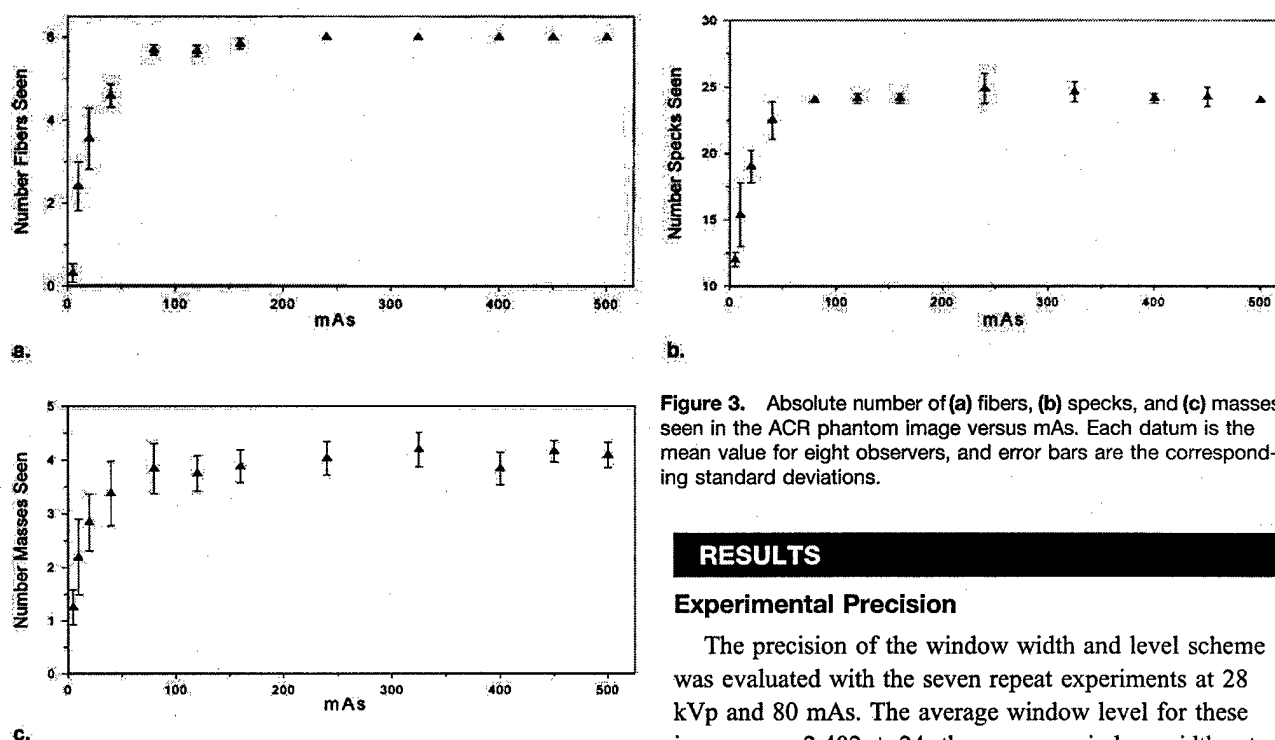 Number Fibers Seen
6
4
2
0
0 100 200 300 400 500
mAs
a.
Number Specks Seen
30
25
20
15
10
0 100 200 300 400 500
mAs
b.
Number Masses Seen
5
4
3
2
1
0
0 100 200 300 400 500
mAs
c.
Figure 3. Absolute number of (a) fibers, (b) specks, and (c) masses
seen in the ACR phantom image versus mAs. Each datum is the
mean value for eight observers, and error bars are the correspond-
ing standard deviations.
RESULTS
Experimental Precision
The precision of the window width and level scheme
was evaluated with the seven repeat experiments at 28
kVp and 80 mAs. The average window level for these